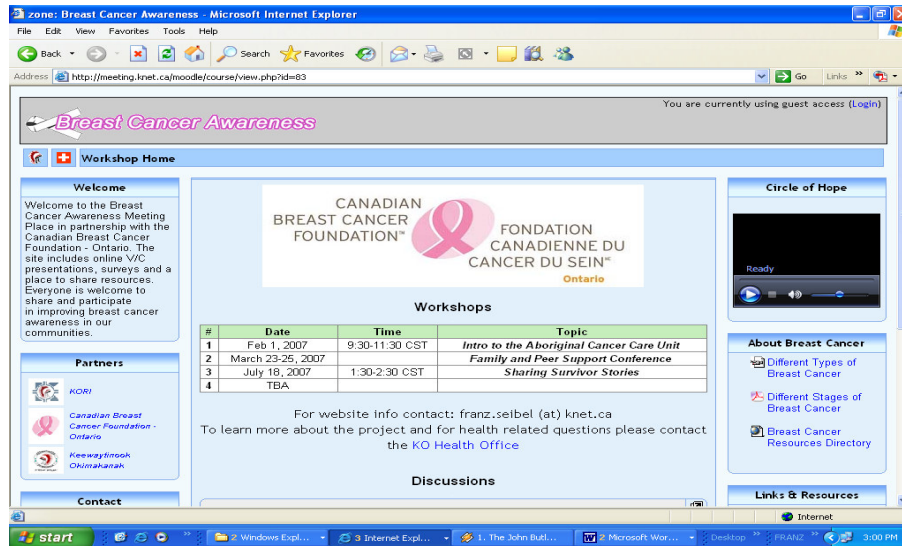 zone: Breast Cancer Awareness - Microsoft Internet Explorer
File Edit View Favorites Tools Help
Back Search Favorites
Address http://meeting.knet.ca/moodle/course/view.php?id=83 Go Links »
You are currently using guest access (Login)
Breast Cancer Awareness
Workshop Home
Welcome
Welcome to the Breast
Cancer Awareness Meeting
Place in partnership with the
Canadian Breast Cancer
Foundation - Ontario. The
site includes online V/C
presentations, surveys and a
place to share resources.
Everyone is welcome to
share and participate
in improving breast cancer
awareness in our
communities.
Partners
KORI
Canadian Breast
Cancer Foundation -
Ontario
Keewaytinook
Okimakanak
Contact
CANADIAN
BREAST CANCER
FOUNDATION
FONDATION
CANADIENNE DU
CANCER DU SEIN
Ontario
Workshops
# Date Time Topic
1 Feb 1, 2007 9:30-11:30 CST Intro to the Aboriginal Cancer Care Unit
2 March 23-25, 2007 Family and Peer Support Conference
3 July 18, 2007 1:30-2:30 CST Sharing Survivor Stories
4 TBA
For website info contact: franz.seibel (at) knet.ca
To learn more about the project and for health related questions please contact
the KO Health Office
Discussions
Circle of Hope
Ready
About Breast Cancer
Different Types of
Breast Cancer
Different Stages of
Breast Cancer
Breast Cancer
Resources Directory
Links & Resources
Internet
start » 2 Windows Expl... 3 Internet Expl... 1. The John Butl... 2 Microsoft Wor... Desktop » FRANZ » 3:00 PM